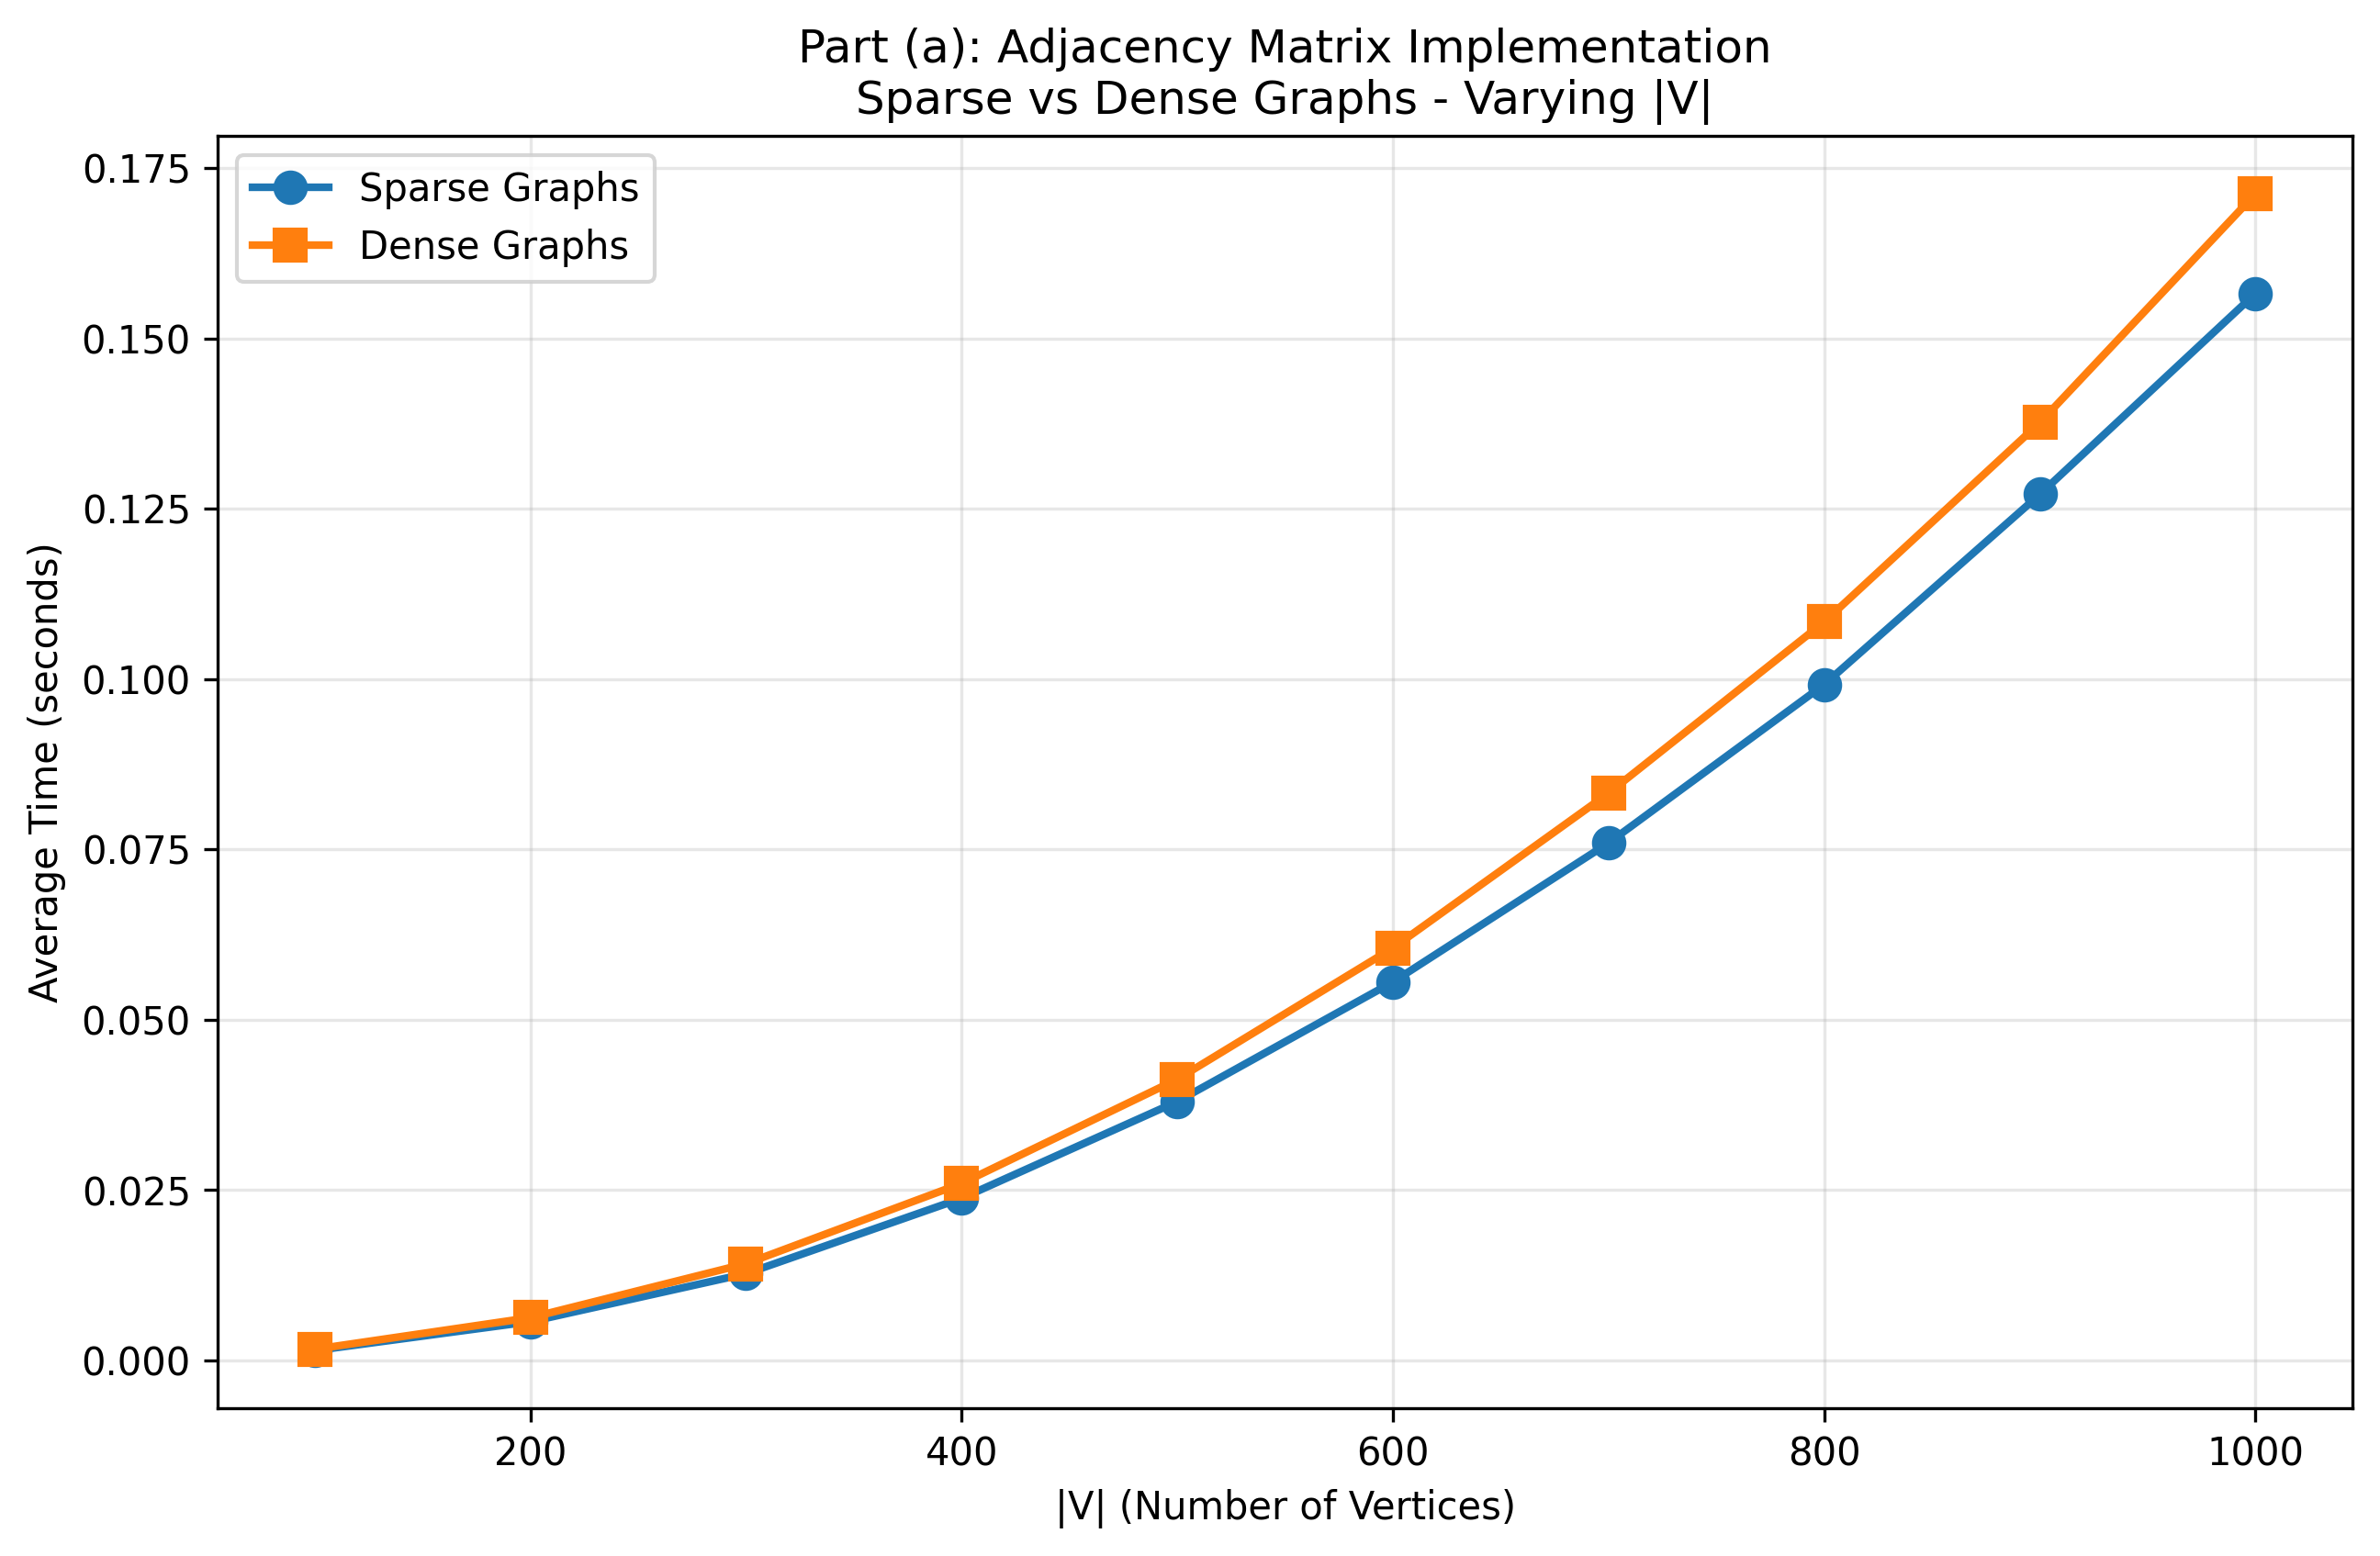 Part (a): Adjacency Matrix Implementation
Sparse vs Dense Graphs - Varying |V|
Sparse Graphs
Dense Graphs
Average Time (seconds)
0.175
0.150
0.125
0.100
0.075
0.050
0.025
0.000
200 400 600 800 1000
|V| (Number of Vertices)